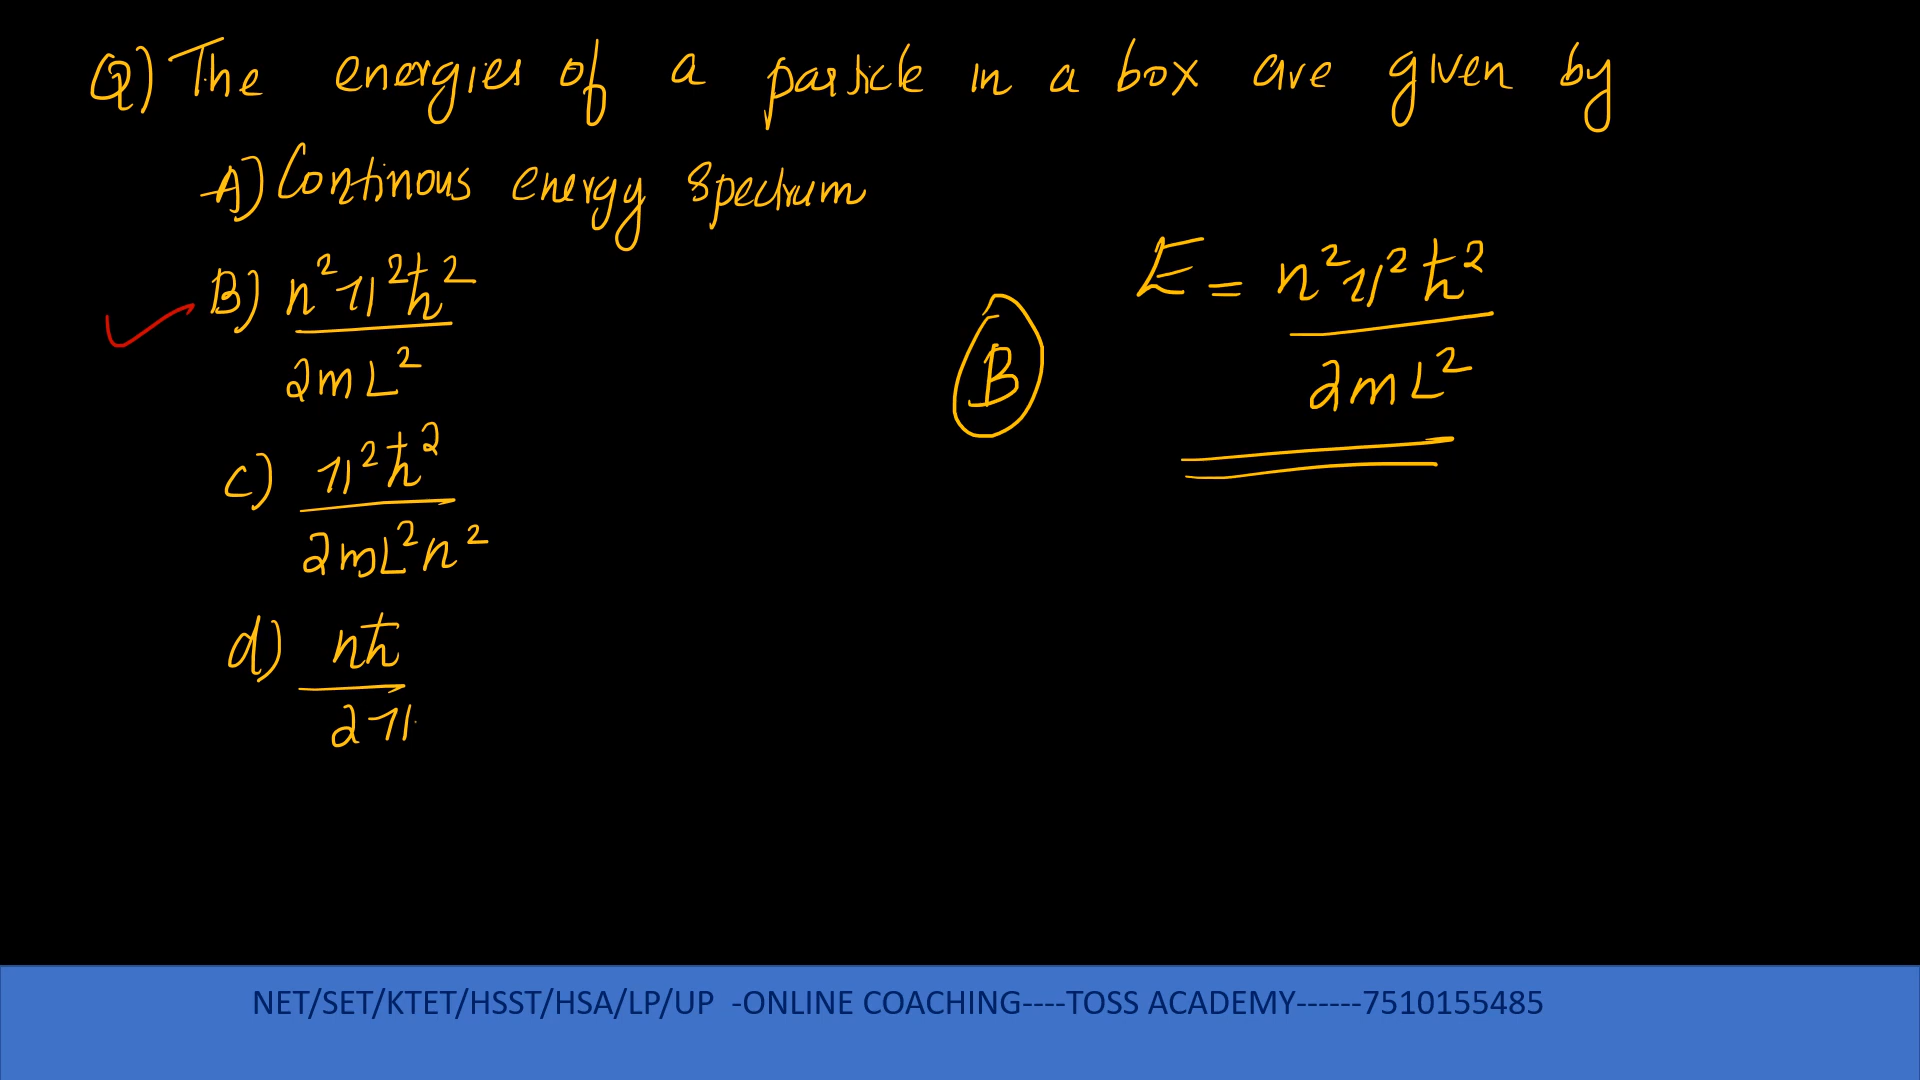 Q) The energies of a particle in a box are given by
A) Continous energy spectrum
B) n²π²ħ²
2mL²
c) π²ħ²
2mL²n²
d) nħ
2π
B
E = n²π²ħ²
2mL²
NET/SET/KTET/HSST/HSA/LP/UP -ONLINE COACHING----TOSS ACADEMY------7510155485